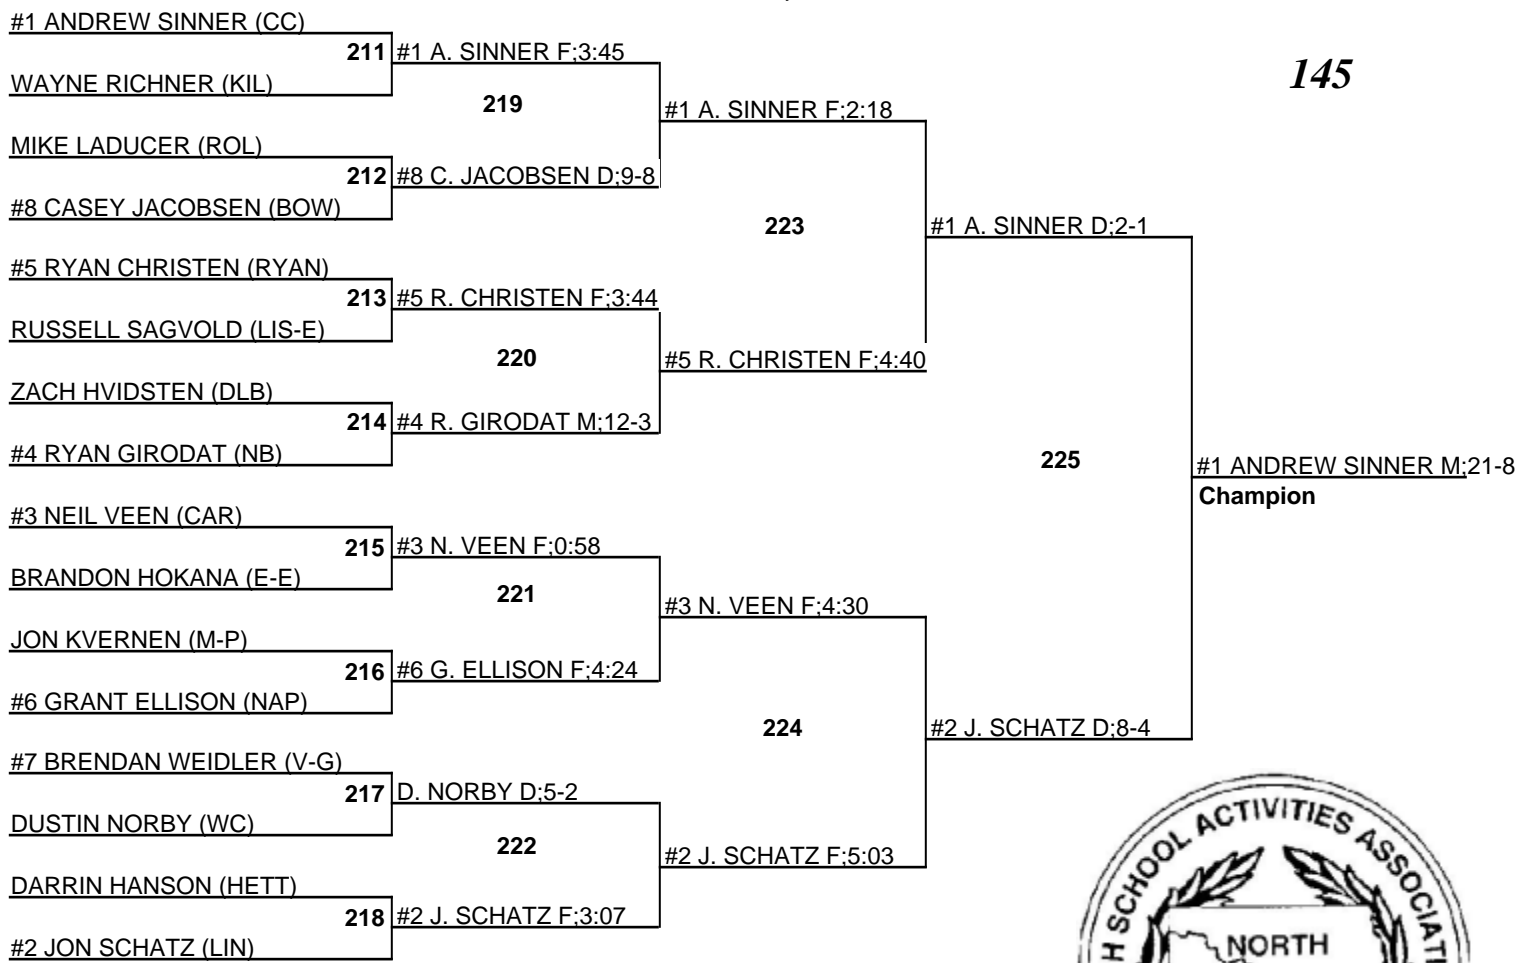 #1 ANDREW SINNER (CC)
211 #1 A. SINNER F;3:45
WAYNE RICHNER (KIL)
145
219
#1 A. SINNER F;2:18
MIKE LADUCER (ROL)
212 #8 C. JACOBSEN D;9-8
#8 CASEY JACOBSEN (BOW)
223
#1 A. SINNER D;2-1
#5 RYAN CHRISTEN (RYAN)
213 #5 R. CHRISTEN F;3:44
RUSSELL SAGVOLD (LIS-E)
220
#5 R. CHRISTEN F;4:40
ZACH HVIDSTEN (DLB)
214 #4 R. GIRODAT M;12-3
#4 RYAN GIRODAT (NB)
225
#1 ANDREW SINNER M;21-8
Champion
#3 NEIL VEEN (CAR)
215 #3 N. VEEN F;0:58
BRANDON HOKANA (E-E)
221
#3 N. VEEN F;4:30
JON KVERNEN (M-P)
216 #6 G. ELLISON F;4:24
#6 GRANT ELLISON (NAP)
224
#2 J. SCHATZ D;8-4
#7 BRENDAN WEIDLER (V-G)
217 D. NORBY D;5-2
DUSTIN NORBY (WC)
222
#2 J. SCHATZ F;5:03
DARRIN HANSON (HETT)
218 #2 J. SCHATZ F;3:07
#2 JON SCHATZ (LIN)
H SCHOOL ACTIVITIES ASSOCIATI
NORTH